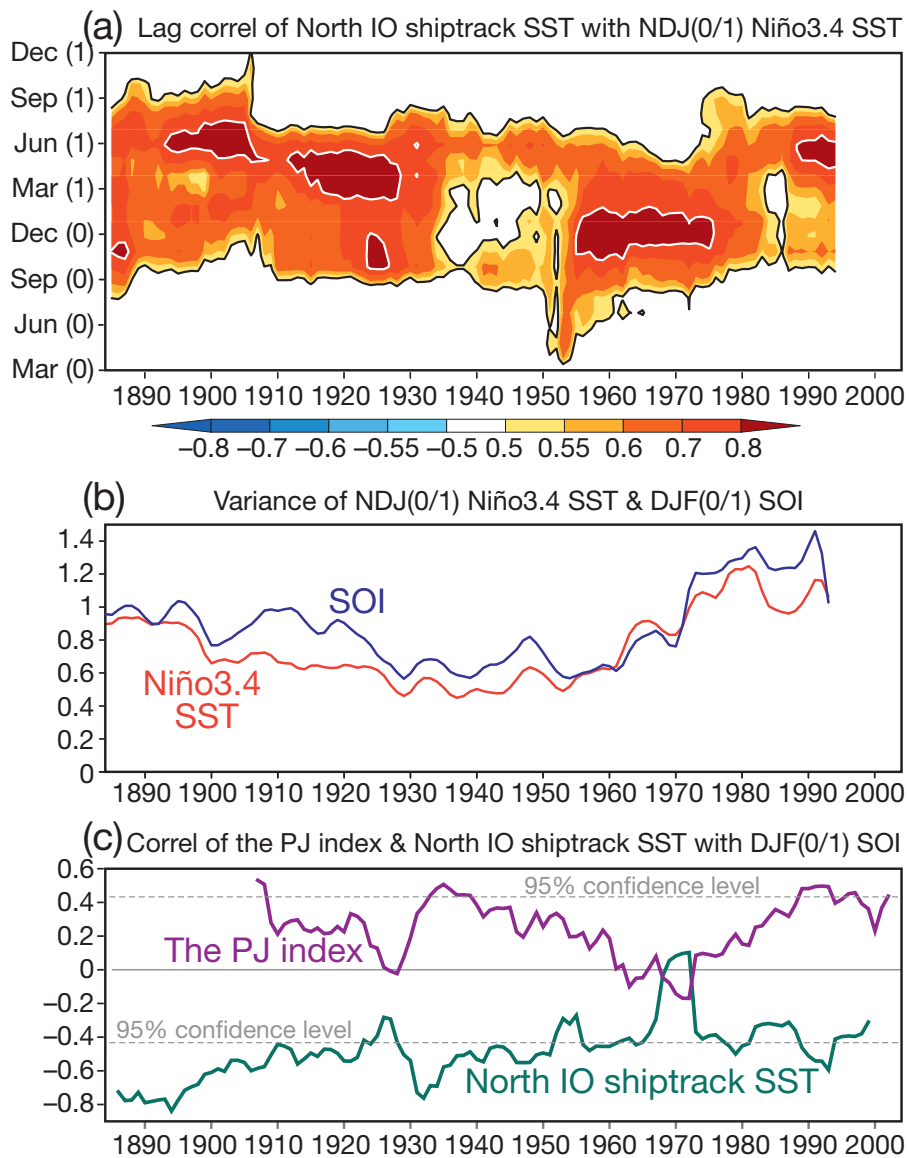 (a) Lag correl of North IO shiptrack SST with NDJ(0/1) Niño3.4 SST
Dec (1)
Sep (1)
Jun (1)
Mar (1)
Dec (0)
Sep (0)
Jun (0)
Mar (0)
1890 1900 1910 1920 1930 1940 1950 1960 1970 1980 1990 2000
−0.8 −0.7 −0.6 −0.55 −0.5 0.5 0.55 0.6 0.7 0.8
(b) Variance of NDJ(0/1) Niño3.4 SST & DJF(0/1) SOI
1.4
1.2
1
0.8
0.6
0.4
0.2
0
SOI
Niño3.4
SST
1890 1900 1910 1920 1930 1940 1950 1960 1970 1980 1990 2000
(c) Correl of the PJ index & North IO shiptrack SST with DJF(0/1) SOI
0.6
0.4
0.2
0
−0.2
−0.4
−0.6
−0.8
95% confidence level
The PJ index
95% confidence level
North IO shiptrack SST
1890 1900 1910 1920 1930 1940 1950 1960 1970 1980 1990 2000